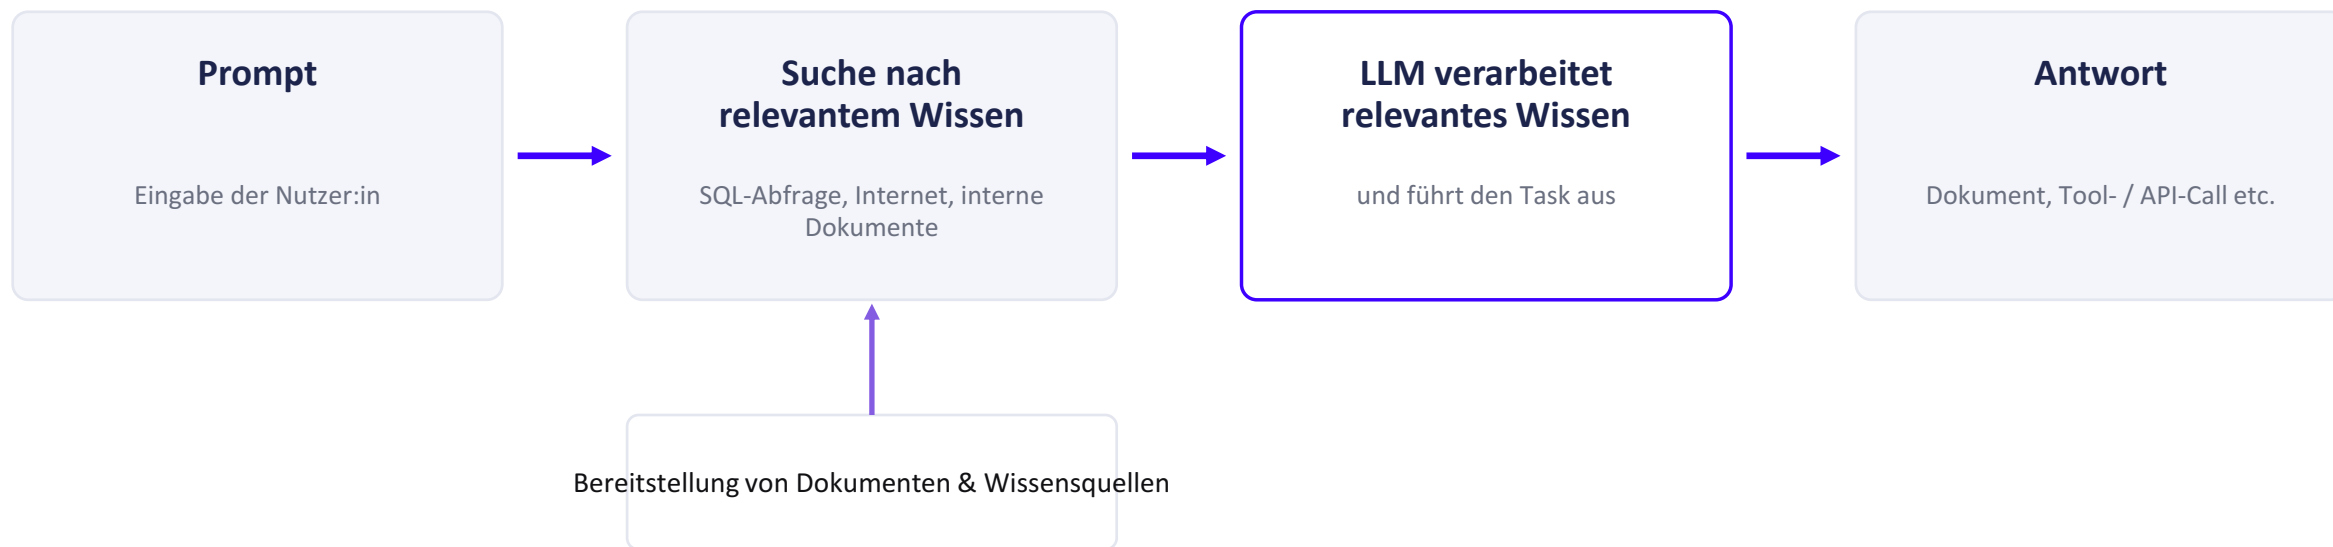 Prompt
Eingabe der Nutzer:in
Suche nach
relevantem Wissen
SQL-Abfrage, Internet, interne
Dokumente
LLM verarbeitet
relevantes Wissen
und führt den Task aus
Antwort
Dokument, Tool- / API-Call etc.
Bereitstellung von Dokumenten & Wissensquellen